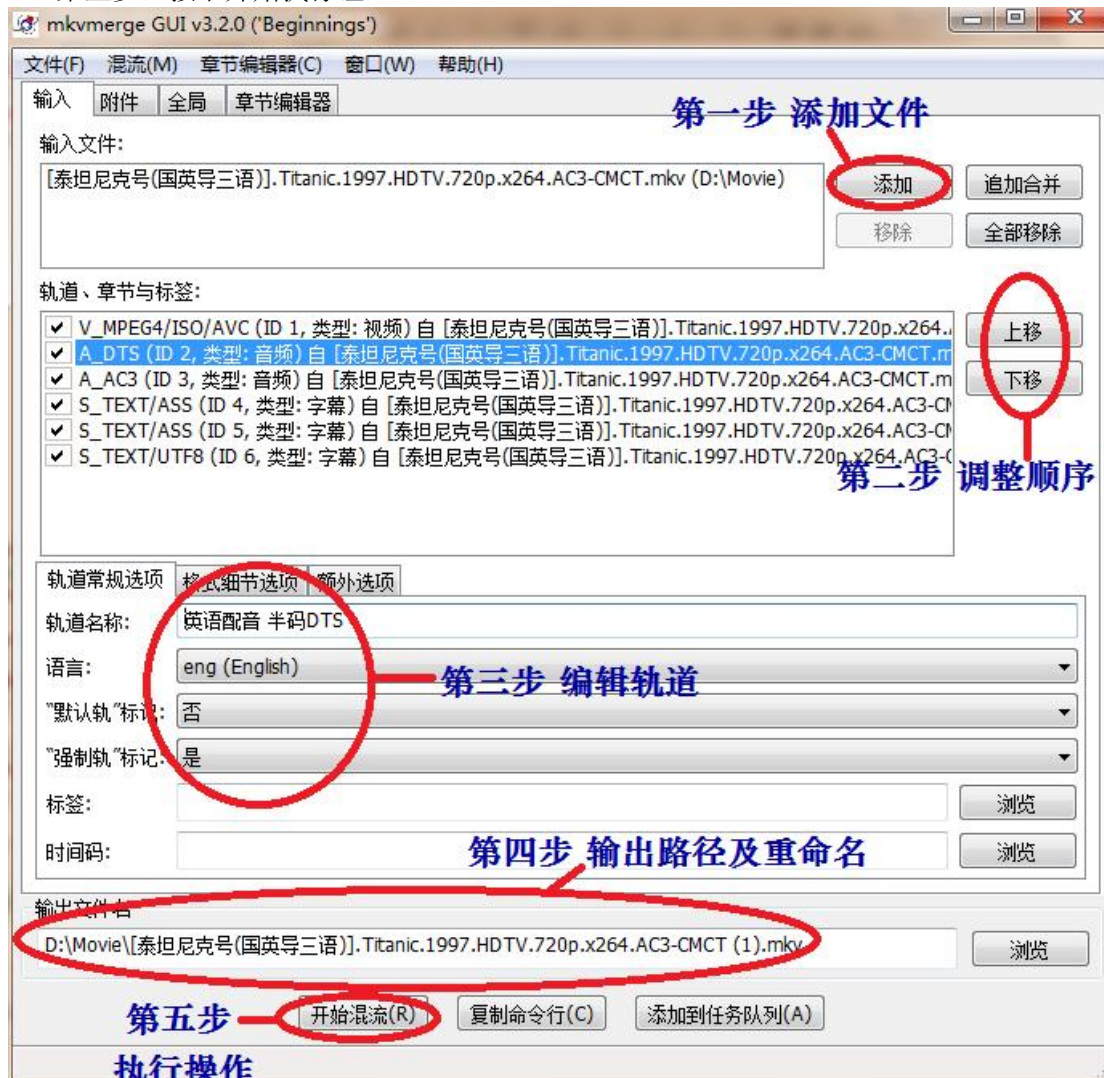 mkvmerge GUI v3.2.0 ('Beginnings')
文件(F) 混流(M) 章节编辑器(C) 窗口(W) 帮助(H)
输入 附件 全局 章节编辑器
第一步 添加文件
输入文件:
[泰坦尼克号(国英导三语)].Titanic.1997.HDTV.720p.x264.AC3-CMCT.mkv (D:\Movie)
添加 追加合并
移除 全部移除
轨道、章节与标签:
V_MPEG4/ISO/AVC (ID 1, 类型: 视频) 自 [泰坦尼克号(国英导三语)].Titanic.1997.HDTV.720p.x264.
A_DTS (ID 2, 类型: 音频) 自 [泰坦尼克号(国英导三语)].Titanic.1997.HDTV.720p.x264.AC3-CMCT.m
A_AC3 (ID 3, 类型: 音频) 自 [泰坦尼克号(国英导三语)].Titanic.1997.HDTV.720p.x264.AC3-CMCT.m
S_TEXT/ASS (ID 4, 类型: 字幕) 自 [泰坦尼克号(国英导三语)].Titanic.1997.HDTV.720p.x264.AC3-CM
S_TEXT/ASS (ID 5, 类型: 字幕) 自 [泰坦尼克号(国英导三语)].Titanic.1997.HDTV.720p.x264.AC3-CM
S_TEXT/UTF8 (ID 6, 类型: 字幕) 自 [泰坦尼克号(国英导三语)].Titanic.1997.HDTV.720p.x264.AC3-
上移
下移
第二步 调整顺序
轨道常规选项 格式细节选项 额外选项
轨道名称: 英语配音 半码DTS
语言: eng (English)
第三步 编辑轨道
"默认轨"标记: 否
"强制轨"标记: 是
标签: 浏览
第四步 输出路径及重命名
时间码: 浏览
输出文件名
D:\Movie\[泰坦尼克号(国英导三语)].Titanic.1997.HDTV.720p.x264.AC3-CMCT (1).mkv 浏览
第五步 开始混流(R) 复制命令行(C) 添加到任务队列(A)
执行操作